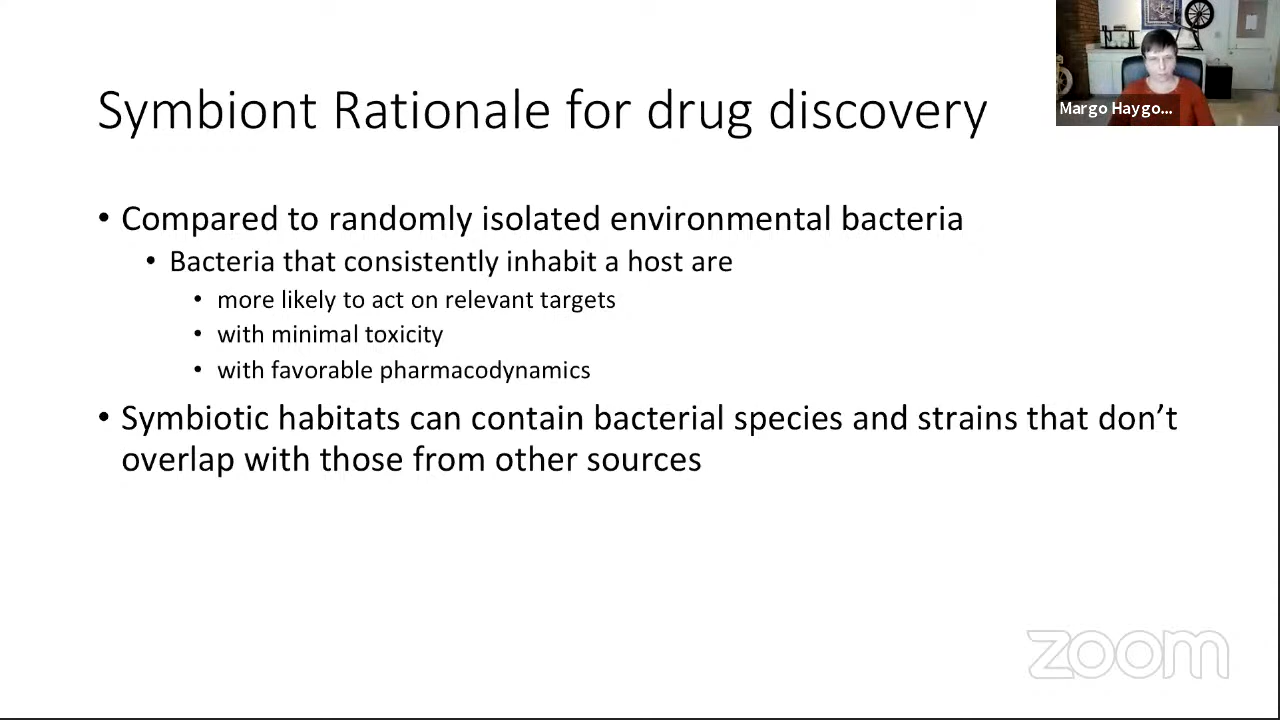 Symbiont Rationale for drug discovery
Margo Haygo...
• Compared to randomly isolated environmental bacteria
• Bacteria that consistently inhabit a host are
• more likely to act on relevant targets
• with minimal toxicity
• with favorable pharmacodynamics
• Symbiotic habitats can contain bacterial species and strains that don’t
overlap with those from other sources
zoom